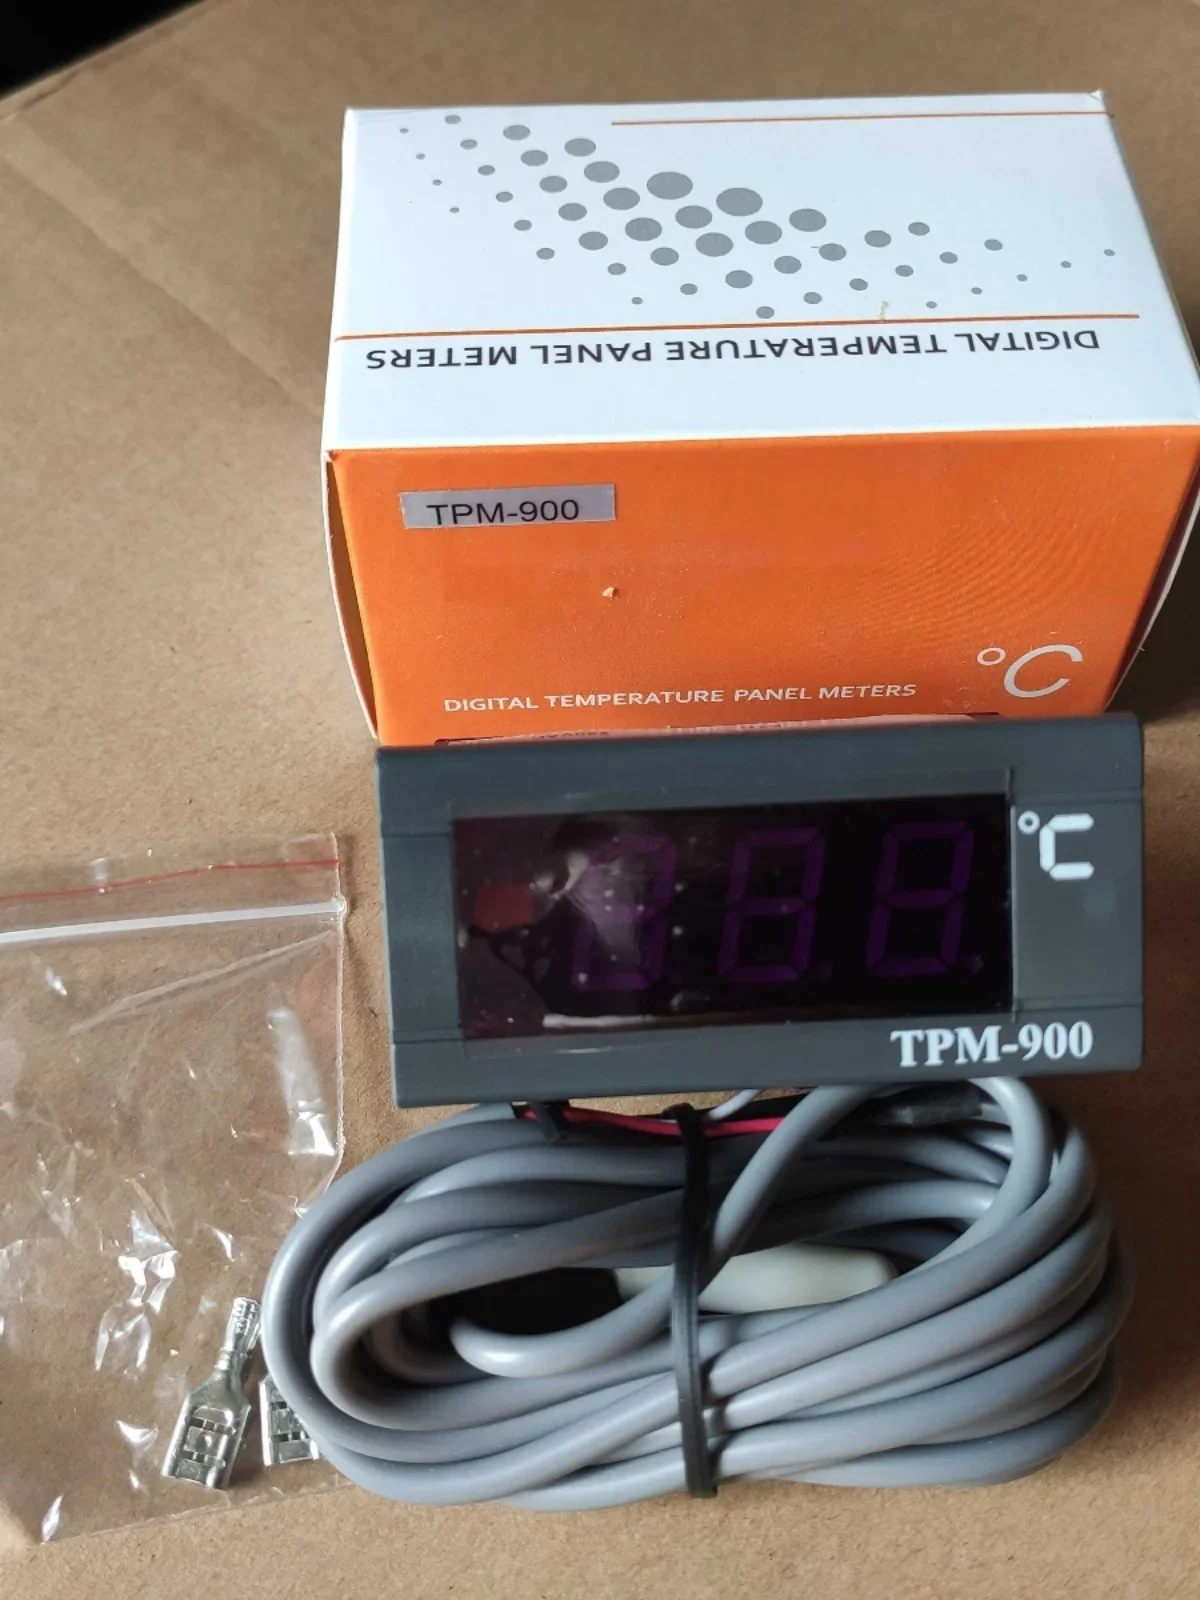 DIGITAL TEMPERATURE PANEL METERS
TPM-900
°C
DIGITAL TEMPERATURE PANEL METERS
°C
TPM-900